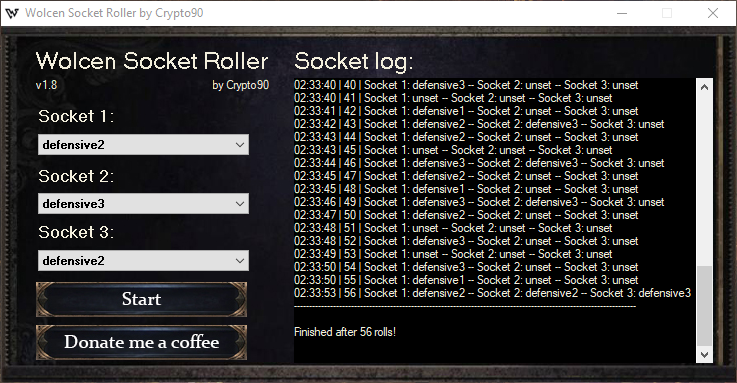 Wolcen Socket Roller by Crypto90
Wolcen Socket Roller
v1.8 by Crypto90
Socket 1:
defensive2
Socket 2:
defensive3
Socket 3:
defensive2
Start
Donate me a coffee
Socket log:
02:33:40 | 40 | Socket 1: defensive3 -- Socket 2: unset -- Socket 3: unset
02:33:40 | 41 | Socket 1: unset -- Socket 2: unset -- Socket 3: unset
02:33:41 | 42 | Socket 1: defensive1 -- Socket 2: unset -- Socket 3: unset
02:33:42 | 43 | Socket 1: defensive2 -- Socket 2: defensive3 -- Socket 3: unset
02:33:42 | 44 | Socket 1: defensive2 -- Socket 2: unset -- Socket 3: unset
02:33:43 | 45 | Socket 1: unset -- Socket 2: unset -- Socket 3: unset
02:33:44 | 46 | Socket 1: defensive3 -- Socket 2: defensive3 -- Socket 3: unset
02:33:45 | 47 | Socket 1: defensive2 -- Socket 2: unset -- Socket 3: unset
02:33:45 | 48 | Socket 1: defensive1 -- Socket 2: unset -- Socket 3: unset
02:33:46 | 49 | Socket 1: defensive3 -- Socket 2: defensive3 -- Socket 3: unset
02:33:47 | 50 | Socket 1: defensive2 -- Socket 2: unset -- Socket 3: unset
02:33:48 | 51 | Socket 1: unset -- Socket 2: unset -- Socket 3: unset
02:33:48 | 52 | Socket 1: defensive3 -- Socket 2: unset -- Socket 3: unset
02:33:49 | 53 | Socket 1: unset -- Socket 2: unset -- Socket 3: unset
02:33:50 | 54 | Socket 1: defensive3 -- Socket 2: unset -- Socket 3: unset
02:33:50 | 55 | Socket 1: defensive1 -- Socket 2: unset -- Socket 3: unset
02:33:53 | 56 | Socket 1: defensive2 -- Socket 2: defensive2 -- Socket 3: defensive3
Finished after 56 rolls!